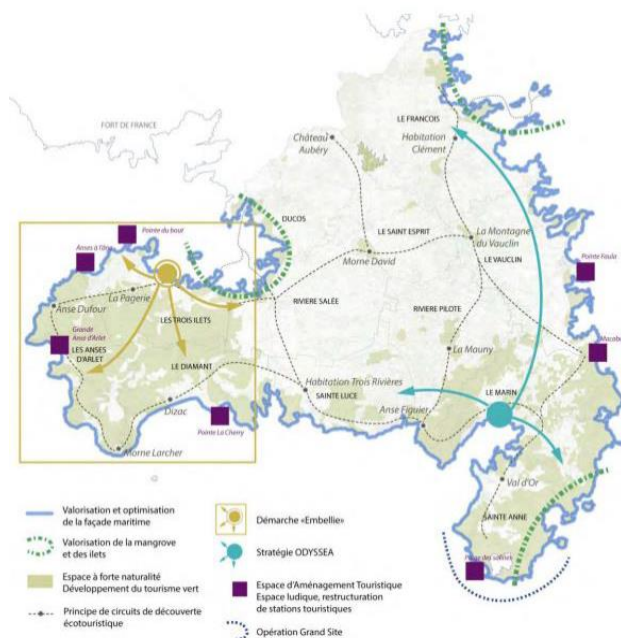 FORT DE FRANCE
LE FRANCOIS
Château
Aubéry
Habitation
Clément
DUCOS
Pointe du bout
Anses à l'âne
LE SAINT ESPRIT
La Montagne
du Vauclin
LE VAUCLIN
Pointe Faula
Morne David
La Pagerie
Anse Dufour
LES TROIS ILETS
RIVIERE SALÉE
RIVIERE PILOTE
Grande
Anse d'Arlet
LES ANSES
D'ARLET
LE DIAMANT
La Mauny
Macabou
Habitation Trois Rivières
SAINTE LUCE
LE MARIN
Dizac
Anse Figuier
Pointe La Cherry
Morne Larcher
Val d'Or
SAINTE ANNE
Valorisation et optimisation
de la façade maritime
Valorisation de la mangrove
et des ilets
Espace à forte naturalité
Développement du tourisme vert
Principe de circuits de découverte
écotouristique
Démarche «Embellie»
Stratégie ODYSSEA
Espace d'Aménagement Touristique
Espace ludique, restructuration
de stations touristiques
Opération Grand Site